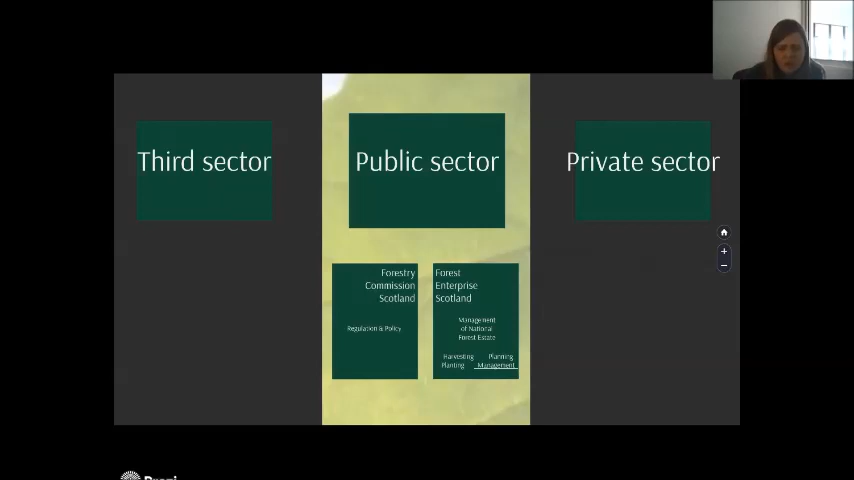 Third sector
Public sector
Private sector
Forestry
Commission
Scotland
Regulation & Policy
Forest
Enterprise
Scotland
Management
of National
Forest Estate
Harvesting Planning
Planting Management
Prezi